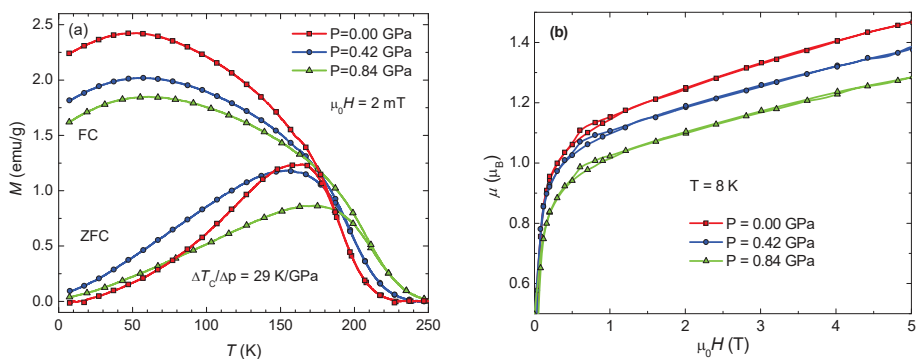 (a)
P=0.00 GPa
P=0.42 GPa
P=0.84 GPa
μ₀H = 2 mT
FC
ZFC
ΔT_C/Δp = 29 K/GPa
M (emu/g)
2.5
2.0
1.5
1.0
0.5
0.0
0 50 100 150 200 250
T (K)
(b)
T = 8 K
P = 0.00 GPa
P = 0.42 GPa
P = 0.84 GPa
μ (μ_B)
1.4
1.2
1.0
0.8
0.6
0 1 2 3 4 5
μ₀H (T)